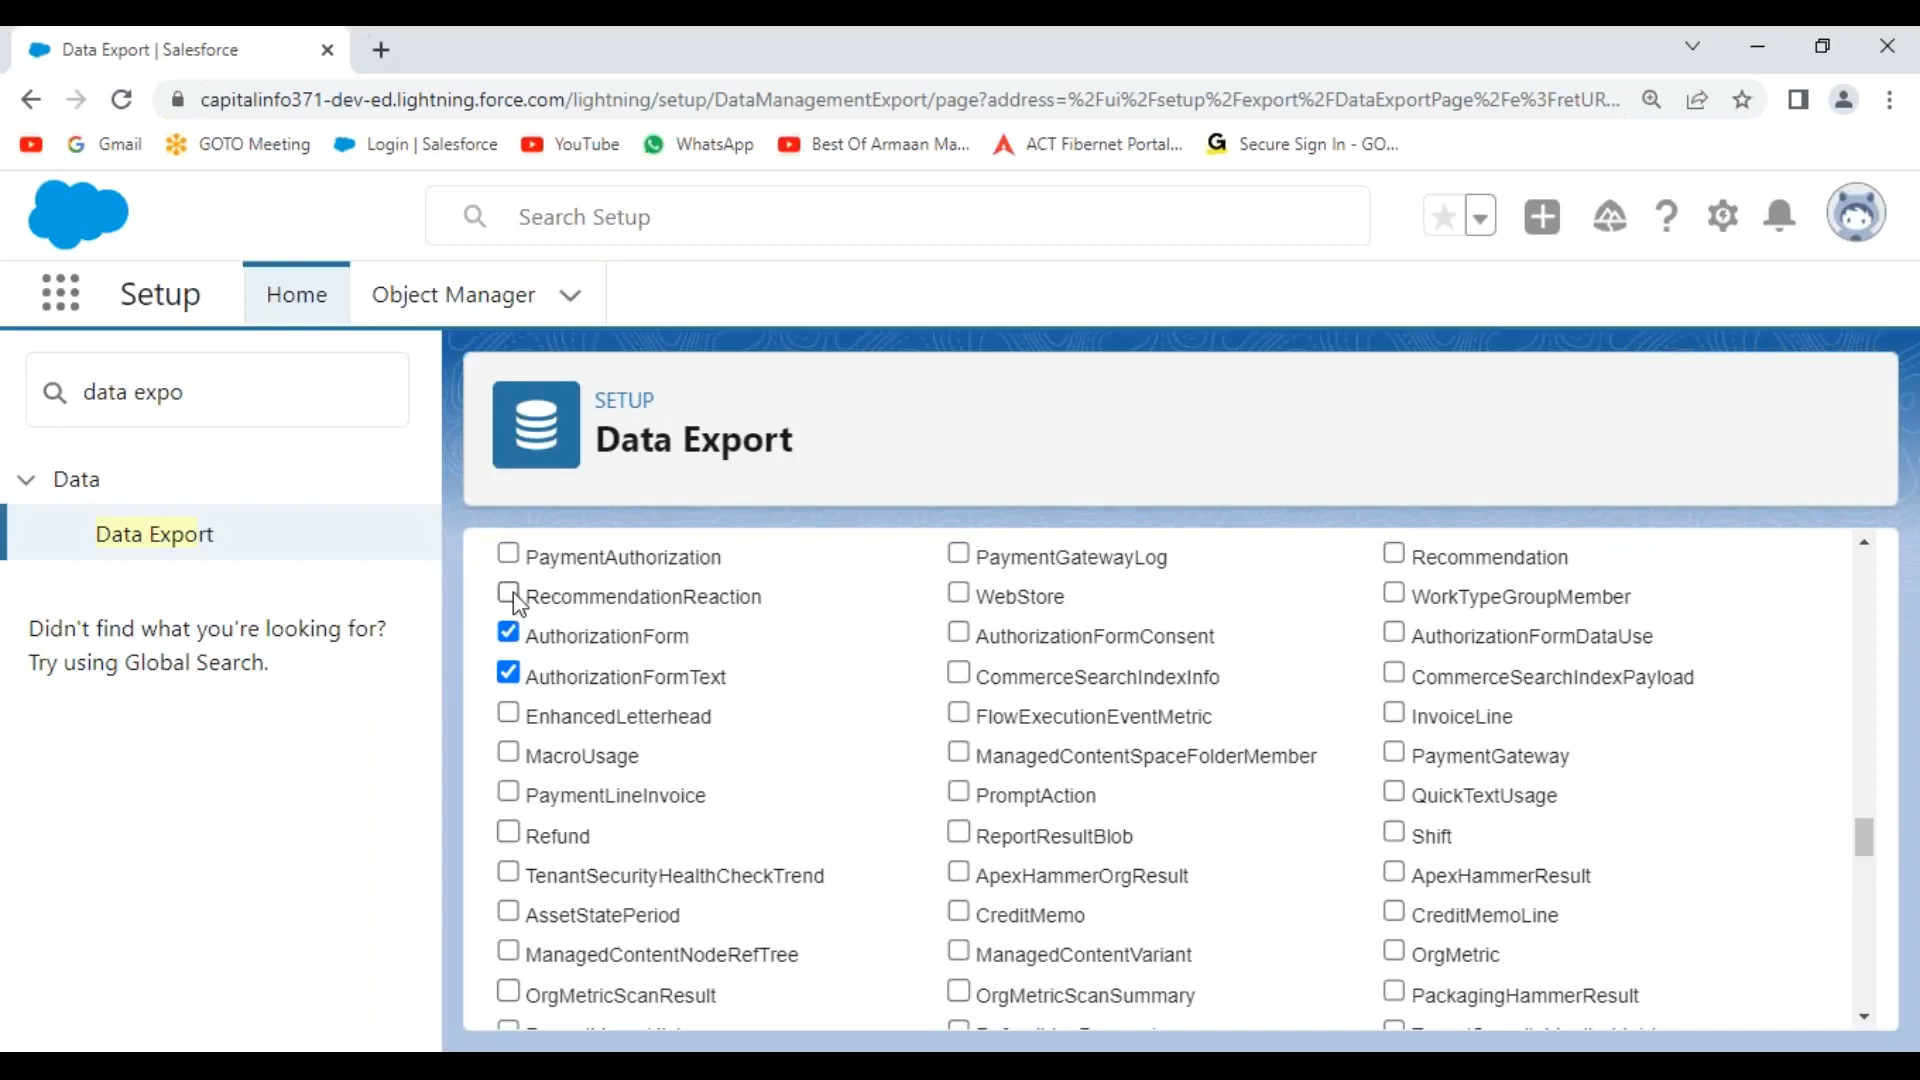 Data Export | Salesforce
capitalinfo371-dev-ed.lightning.force.com/lightning/setup/DataManagementExport/page?address=%2Fui%2Fsetup%2Fexport%2FDataExportPage%2Fe%3FretUR...
Gmail GOTO Meeting Login | Salesforce YouTube WhatsApp Best Of Armaan Ma... ACT Fibernet Portal... Secure Sign In - GO...
Search Setup
Setup Home Object Manager
data expo
SETUP
Data Export
Data
Data Export
Didn't find what you're looking for?
Try using Global Search.
PaymentAuthorization PaymentGatewayLog Recommendation
RecommendationReaction WebStore WorkTypeGroupMember
AuthorizationForm AuthorizationFormConsent AuthorizationFormDataUse
AuthorizationFormText CommerceSearchIndexInfo CommerceSearchIndexPayload
EnhancedLetterhead FlowExecutionEventMetric InvoiceLine
MacroUsage ManagedContentSpaceFolderMember PaymentGateway
PaymentLineInvoice PromptAction QuickTextUsage
Refund ReportResultBlob Shift
TenantSecurityHealthCheckTrend ApexHammerOrgResult ApexHammerResult
AssetStatePeriod CreditMemo CreditMemoLine
ManagedContentNodeRefTree ManagedContentVariant OrgMetric
OrgMetricScanResult OrgMetricScanSummary PackagingHammerResult